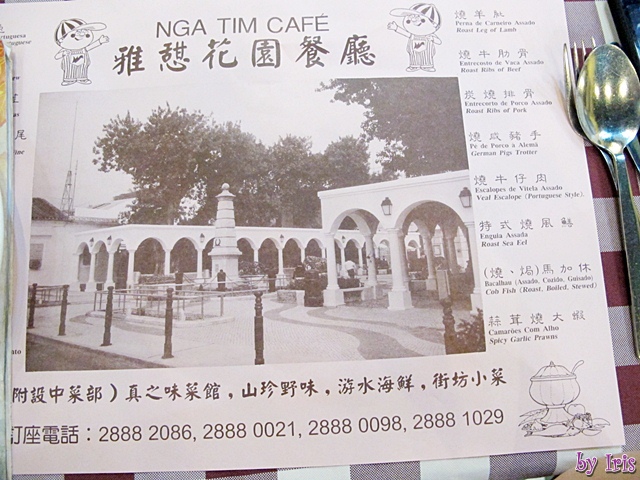 NGA TIM CAFÉ
雅憇花園餐廳
燒羊肶
Perna de Carneiro Assado
Roast Leg of Lamb
燒牛肋骨
Entrecosto de Vaca Assado
Roast Ribs of Beef
炭燒排骨
Entrecorto de Porco Assado
Roast Ribs of Pork
燒咸豬手
Pe de Porco à Alemã
German Pigs Trotter
燒牛仔肉
Escalopes de Vitela Assado
Veal Escalope (Portuguese Style).
特式燒風鱔
Enguia Assada
Roast Sea Eel
(燒、焗)馬加休
Bacalhau (Assado, Cozido, Guisado)
Cob Fish (Roast, Boiled, Stewed)
蒜茸燒大蝦
Camarões Com Alho
Spicy Garlic Prawns
附設中菜部）真之味菜館，山珍野味，游水海鮮，街坊小菜
訂座電話：2888 2086, 2888 0021, 2888 0098, 2888 1029
by Iris